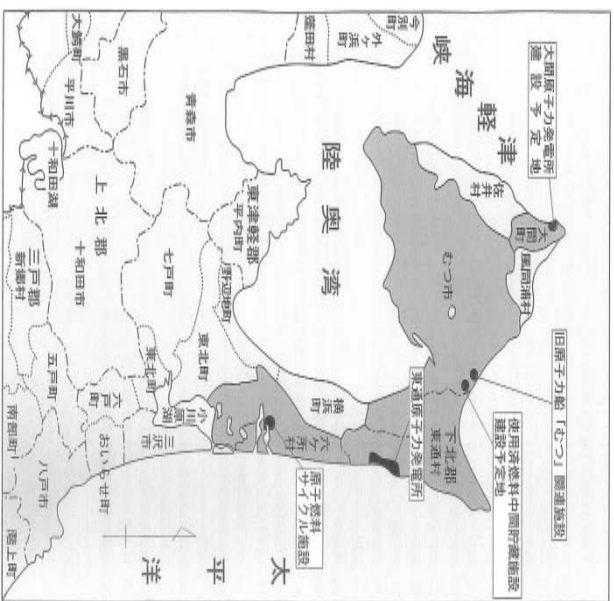 今別町
外ヶ浜町
蓬田村
津軽海峡
大間原子力発電所
建設予定地
大間町
風間浦村
佐井村
むつ市
旧原子力船「むつ」関連施設
使用済燃料中間貯蔵施設
建設予定地
下北郡
東通村
東通原子力発電所
陸奥湾
横浜町
六ヶ所村
原子燃料
サイクル施設
東津軽郡
平内町
野辺地町
青森市
七戸町
東北町
東北町
小川原湖
三沢市
黒石市
大鰐町
平川市
上北郡
十和田市
十和田湖
六戸町
おいらせ町
三戸郡
新郷村
五戸町
八戸市
南部町
階上町
太平洋